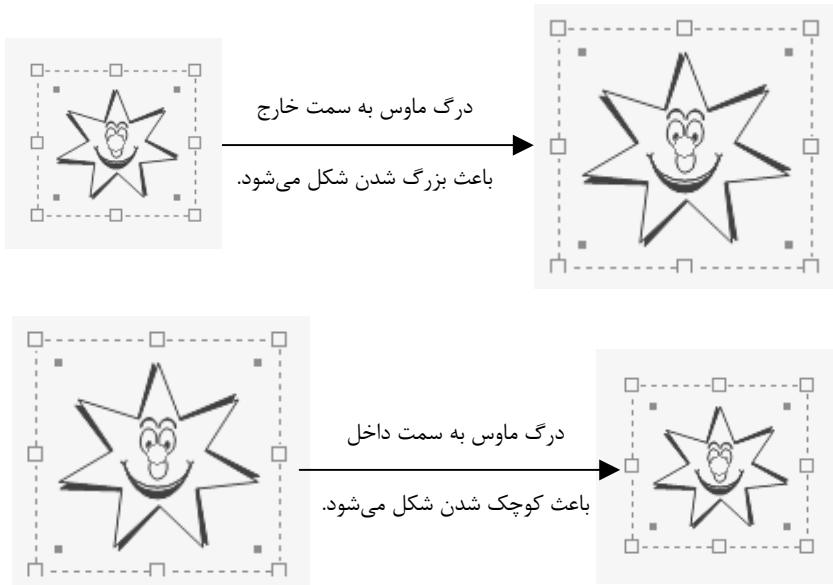 درگ ماوس به سمت خارج
باعث بزرگ شدن شکل می‌شود.
درگ ماوس به سمت داخل
باعث کوچک شدن شکل می‌شود.